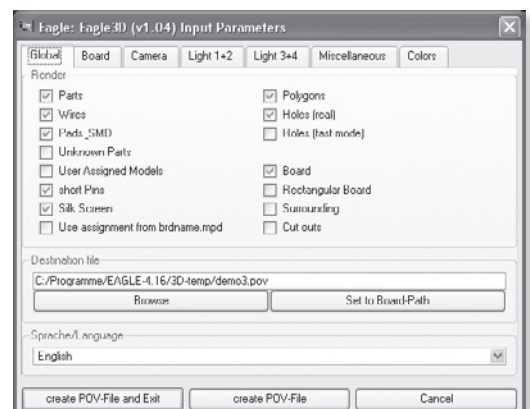 Eagle: Eagle3D (v1.04) Input Parameters
Global Board Camera Light 1+2 Light 3+4 Miscellaneous Colors
Render
Parts Polygons
Wires Holes (real)
Pads_SMD Holes (fast mode)
Unknown Parts
User Assigned Models Board
short Pins Rectangular Board
Silk Screen Surrounding
Use assignment from brdname.mpd Cut outs
Destination file
C:/Programme/EAGLE-4.16/3D-temp/demo3.pov
Browse Set to Board-Path
Sprache/Language
English
create POV-File and Exit create POV-File Cancel